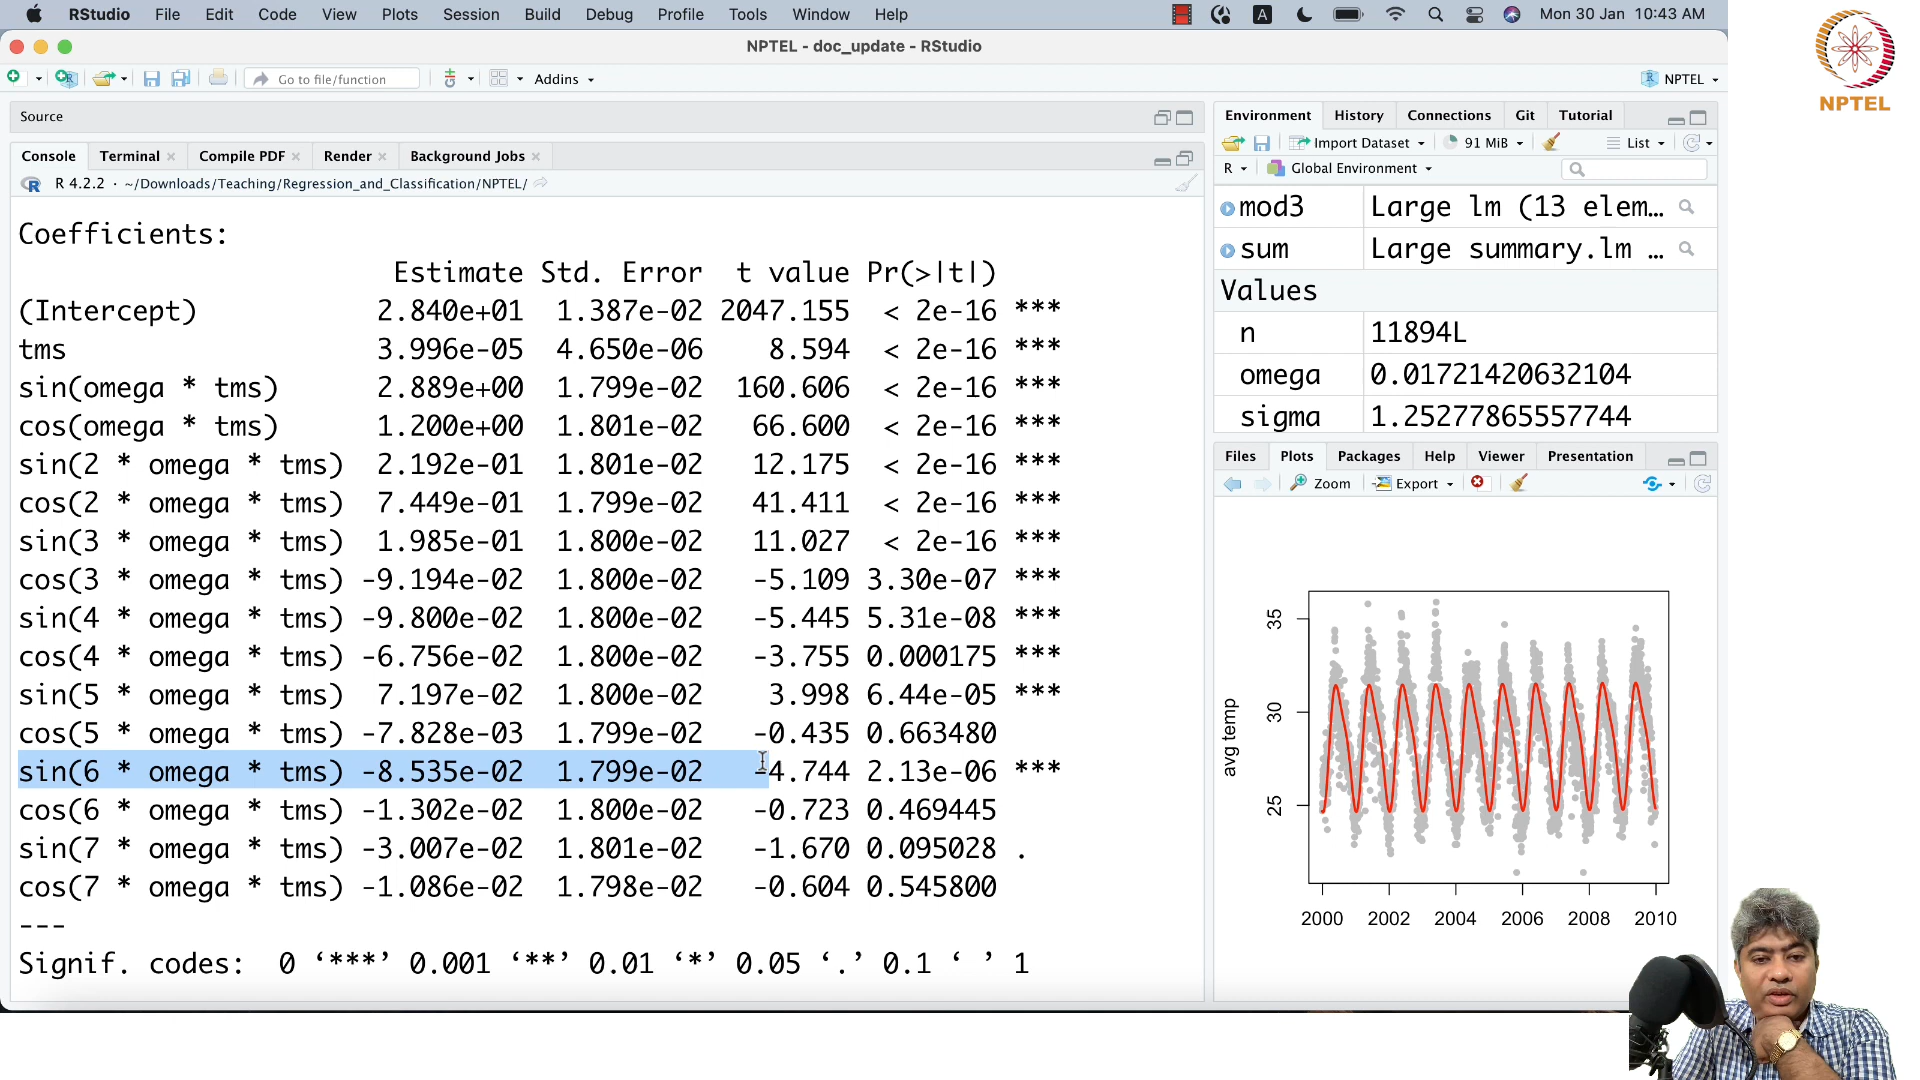 RStudio File Edit Code View Plots Session Build Debug Profile Tools Window Help A Mon 30 Jan 10:43 AM
NPTEL - doc_update - RStudio
Go to file/function Addins NPTEL
Source
Console Terminal Compile PDF Render Background Jobs
R 4.2.2 · ~/Downloads/Teaching/Regression_and_Classification/NPTEL/
Coefficients:
Estimate Std. Error t value Pr(>|t|)
(Intercept) 2.840e+01 1.387e-02 2047.155 < 2e-16 ***
tms 3.996e-05 4.650e-06 8.594 < 2e-16 ***
sin(omega * tms) 2.889e+00 1.799e-02 160.606 < 2e-16 ***
cos(omega * tms) 1.200e+00 1.801e-02 66.600 < 2e-16 ***
sin(2 * omega * tms) 2.192e-01 1.801e-02 12.175 < 2e-16 ***
cos(2 * omega * tms) 7.449e-01 1.799e-02 41.411 < 2e-16 ***
sin(3 * omega * tms) 1.985e-01 1.800e-02 11.027 < 2e-16 ***
cos(3 * omega * tms) -9.194e-02 1.800e-02 -5.109 3.30e-07 ***
sin(4 * omega * tms) -9.800e-02 1.800e-02 -5.445 5.31e-08 ***
cos(4 * omega * tms) -6.756e-02 1.800e-02 -3.755 0.000175 ***
sin(5 * omega * tms) 7.197e-02 1.800e-02 3.998 6.44e-05 ***
cos(5 * omega * tms) -7.828e-03 1.799e-02 -0.435 0.663480
sin(6 * omega * tms) -8.535e-02 1.799e-02 -4.744 2.13e-06 ***
cos(6 * omega * tms) -1.302e-02 1.800e-02 -0.723 0.469445
sin(7 * omega * tms) -3.007e-02 1.801e-02 -1.670 0.095028 .
cos(7 * omega * tms) -1.086e-02 1.798e-02 -0.604 0.545800
---
Signif. codes: 0 ‘***’ 0.001 ‘**’ 0.01 ‘*’ 0.05 ‘.’ 0.1 ‘ ’ 1
Environment History Connections Git Tutorial
Import Dataset 91 MiB List
R Global Environment
mod3 Large lm (13 elem…
sum Large summary.lm …
Values
n 11894L
omega 0.01721420632104
sigma 1.25277865557744
Files Plots Packages Help Viewer Presentation
Zoom Export
35
30
25
avg temp
2000 2002 2004 2006 2008 2010
NPTEL